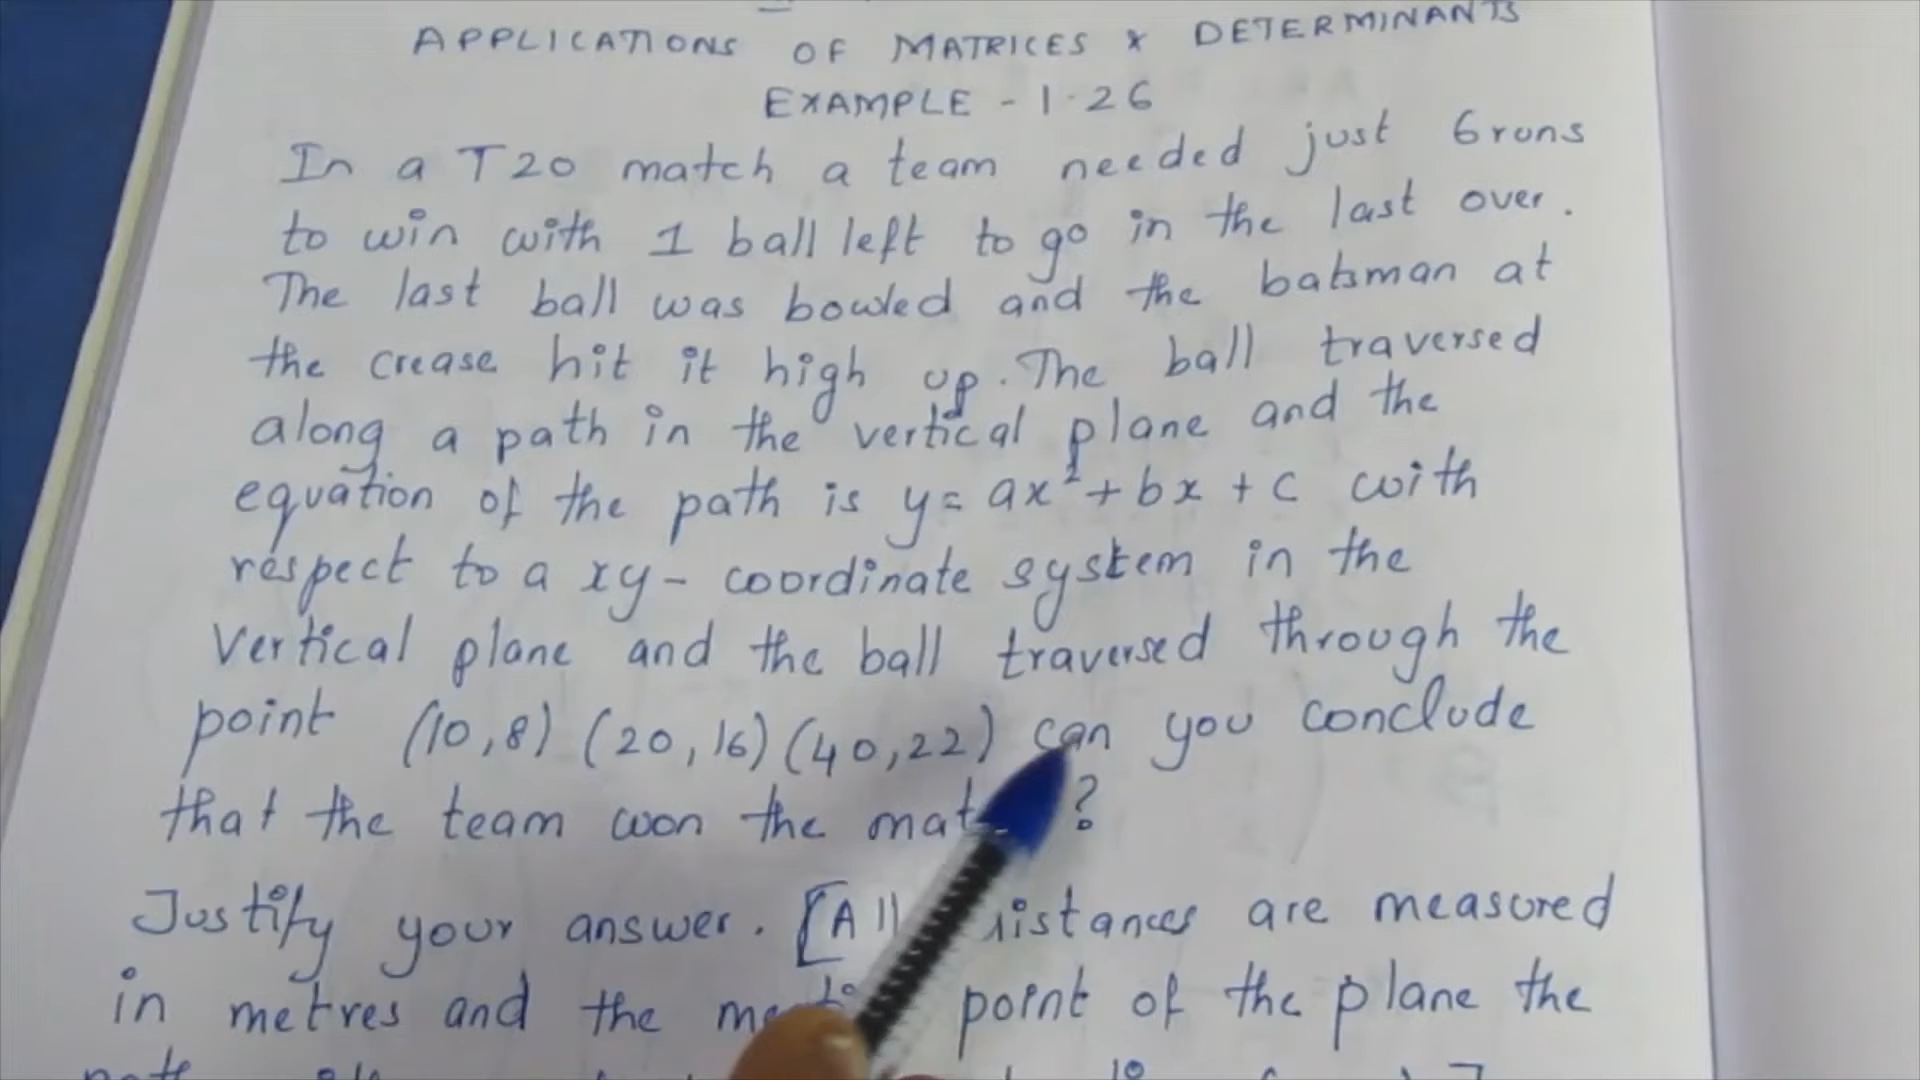 APPLICATIONS OF MATRICES & DETERMINANTS
EXAMPLE - 1.26
In a T20 match a team needed just 6 runs
to win with 1 ball left to go in the last over.
The last ball was bowled and the batsman at
the crease hit it high up. The ball traversed
along a path in the vertical plane and the
equation of the path is y = ax² + bx + c with
respect to a xy - coordinate system in the
Vertical plane and the ball traversed through the
point (10,8) (20,16) (40,22) can you conclude
that the team won the mat ?
Justify your answer. [All distances are measured
in metres and the point of the plane the